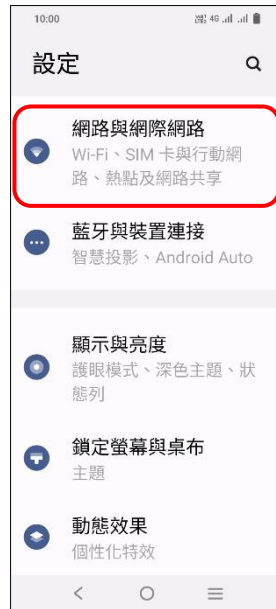 10:00 4G
設定
網路與網際網路
Wi-Fi、SIM 卡與行動網
路、熱點及網路共享
藍牙與裝置連接
智慧投影、Android Auto
顯示與亮度
護眼模式、深色主題、狀
態列
鎖定螢幕與桌布
主題
動態效果
個性化特效